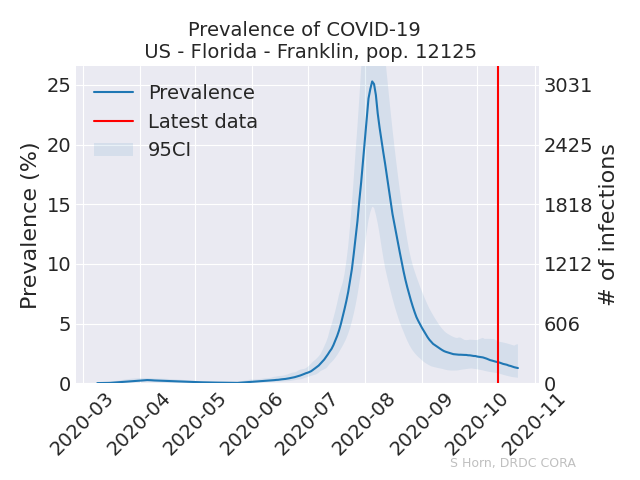 Prevalence of COVID-19
US - Florida - Franklin, pop. 12125
Prevalence
Latest data
95CI
Prevalence (%)
25
20
15
10
5
0
3031
2425
1818
1212
606
0
# of infections
2020-03
2020-04
2020-05
2020-06
2020-07
2020-08
2020-09
2020-10
2020-11
S Horn, DRDC CORA